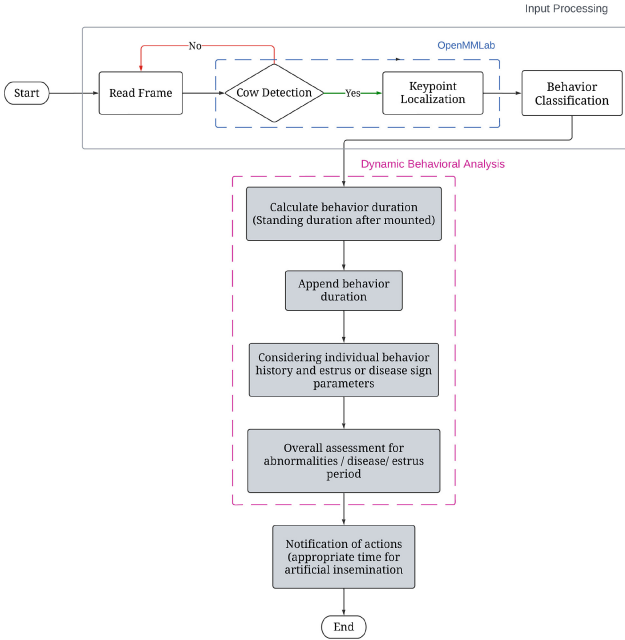 Input Processing
OpenMMLab
No
Start
Read Frame
Cow Detection
Yes
Keypoint
Localization
Behavior
Classification
Dynamic Behavioral Analysis
Calculate behavior duration
(Standing duration after mounted)
Append behavior
duration
Considering individual behavior
history and estrus or disease sign
parameters
Overall assessment for
abnormalities / disease/ estrus
period
Notification of actions
(appropriate time for
artificial insemination
End